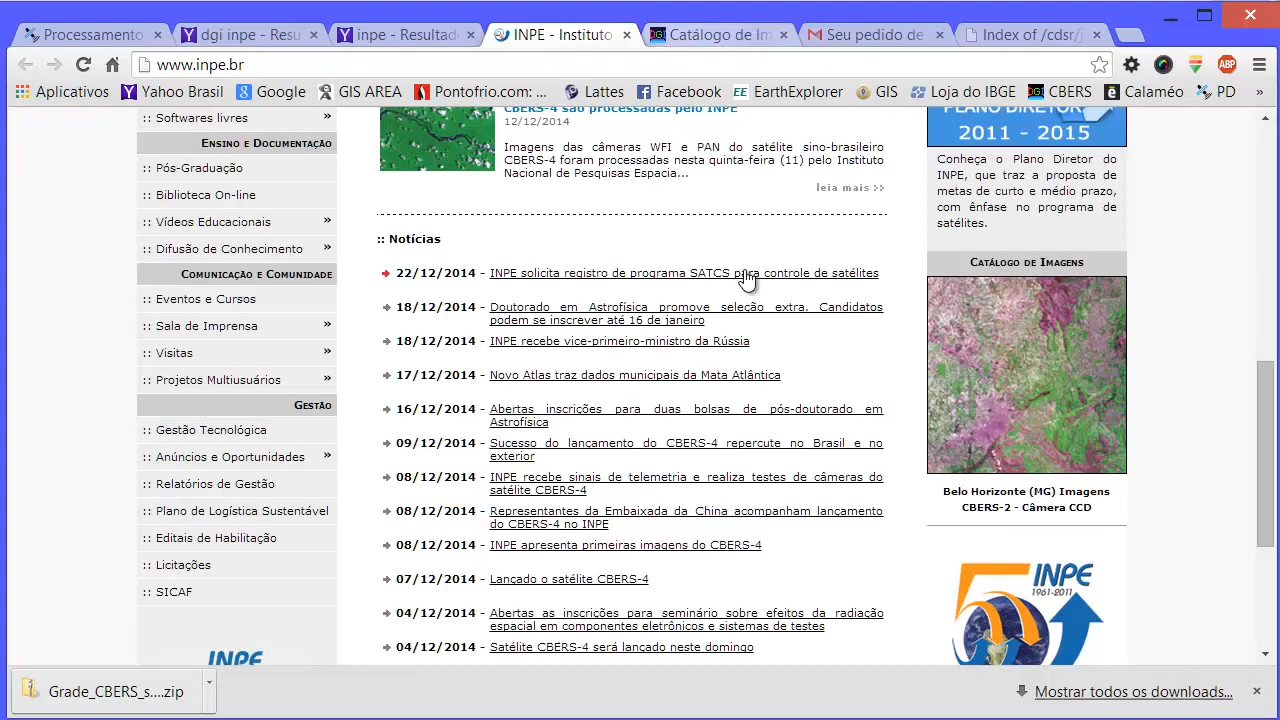 Processamento
dgi inpe - Resu
inpe - Resultad
INPE - Instituto
Catálogo de Im
Seu pedido de
Index of /cdsr/j
www.inpe.br
ABP
Aplicativos
Yahoo Brasil
Google
GIS AREA
Pontofrio.com: ...
Lattes
Facebook
EE EarthExplorer
GIS
Loja do IBGE
DGI CBERS
Calaméo
PD
»
:: Softwares livres »
Ensino e Documentação
:: Pós-Graduação
:: Biblioteca On-line
:: Vídeos Educacionais »
:: Difusão de Conhecimento »
Comunicação e Comunidade
:: Eventos e Cursos
:: Sala de Imprensa »
:: Visitas »
:: Projetos Multiusuários »
Gestão
:: Gestão Tecnológica
:: Anúncios e Oportunidades »
:: Relatórios de Gestão
:: Plano de Logística Sustentável
:: Editais de Habilitação
:: Licitações
:: SICAF
INPE
CBERS-4 são processadas pelo INPE
12/12/2014
Imagens das câmeras WFI e PAN do satélite sino-brasileiro
CBERS-4 foram processadas nesta quinta-feira (11) pelo Instituto
Nacional de Pesquisas Espacia...
leia mais >>
:: Notícias
22/12/2014 - INPE solicita registro de programa SATCS para controle de satélites
18/12/2014 - Doutorado em Astrofísica promove seleção extra. Candidatos
podem se inscrever até 16 de janeiro
18/12/2014 - INPE recebe vice-primeiro-ministro da Rússia
17/12/2014 - Novo Atlas traz dados municipais da Mata Atlântica
16/12/2014 - Abertas inscrições para duas bolsas de pós-doutorado em
Astrofísica
09/12/2014 - Sucesso do lançamento do CBERS-4 repercute no Brasil e no
exterior
08/12/2014 - INPE recebe sinais de telemetria e realiza testes de câmeras do
satélite CBERS-4
08/12/2014 - Representantes da Embaixada da China acompanham lançamento
do CBERS-4 no INPE
08/12/2014 - INPE apresenta primeiras imagens do CBERS-4
07/12/2014 - Lançado o satélite CBERS-4
04/12/2014 - Abertas as inscrições para seminário sobre efeitos da radiação
espacial em componentes eletrônicos e sistemas de testes
04/12/2014 - Satélite CBERS-4 será lançado neste domingo
PLANO DIRETOR
2011 - 2015
Conheça o Plano Diretor do
INPE, que traz a proposta de
metas de curto e médio prazo,
com ênfase no programa de
satélites.
Catálogo de Imagens
Belo Horizonte (MG) Imagens
CBERS-2 - Câmera CCD
INPE
1961-2011
Grade_CBERS_s....zip
Mostrar todos os downloads...